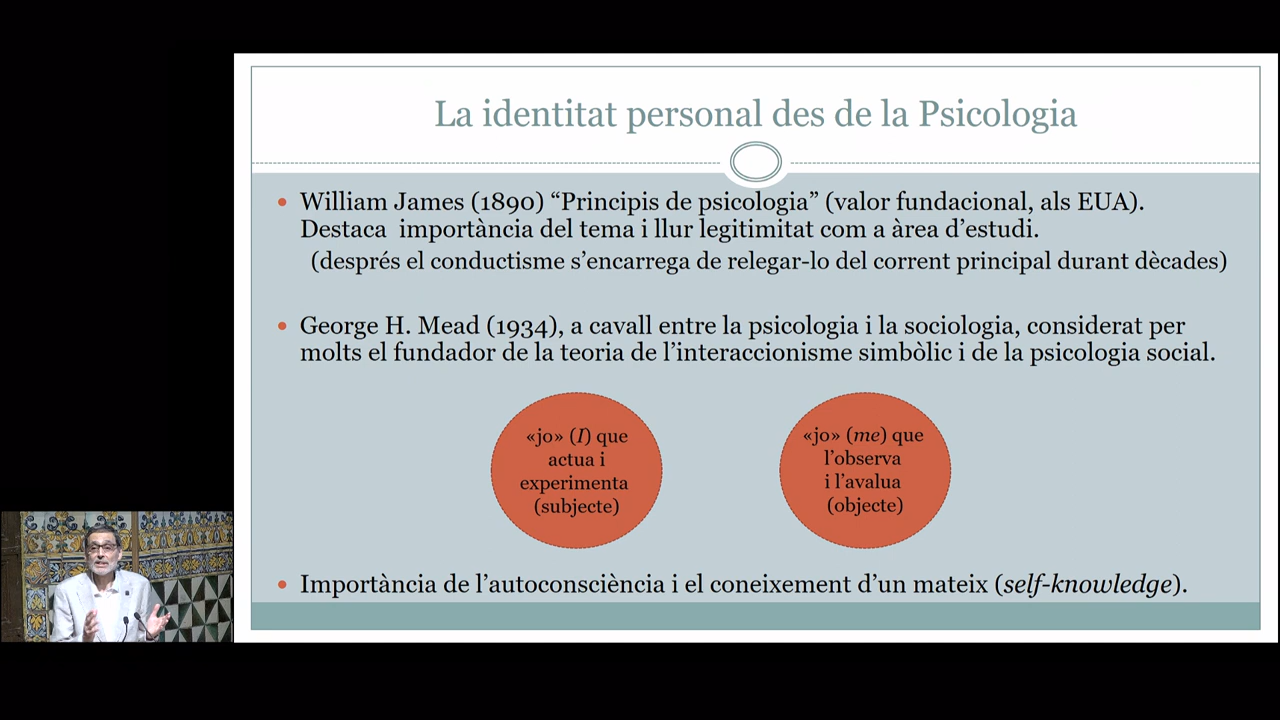 La identitat personal des de la Psicologia
• William James (1890) “Principis de psicologia” (valor fundacional, als EUA).
Destaca importància del tema i llur legitimitat com a àrea d’estudi.
(després el conductisme s’encarrega de relegar-lo del corrent principal durant dècades)
• George H. Mead (1934), a cavall entre la psicologia i la sociologia, considerat per
molts el fundador de la teoria de l’interaccionisme simbòlic i de la psicologia social.
«jo» (I) que
actua i
experimenta
(subjecte)
«jo» (me) que
l’observa
i l’avalua
(objecte)
• Importància de l’autoconsciència i el coneixement d’un mateix (self-knowledge).